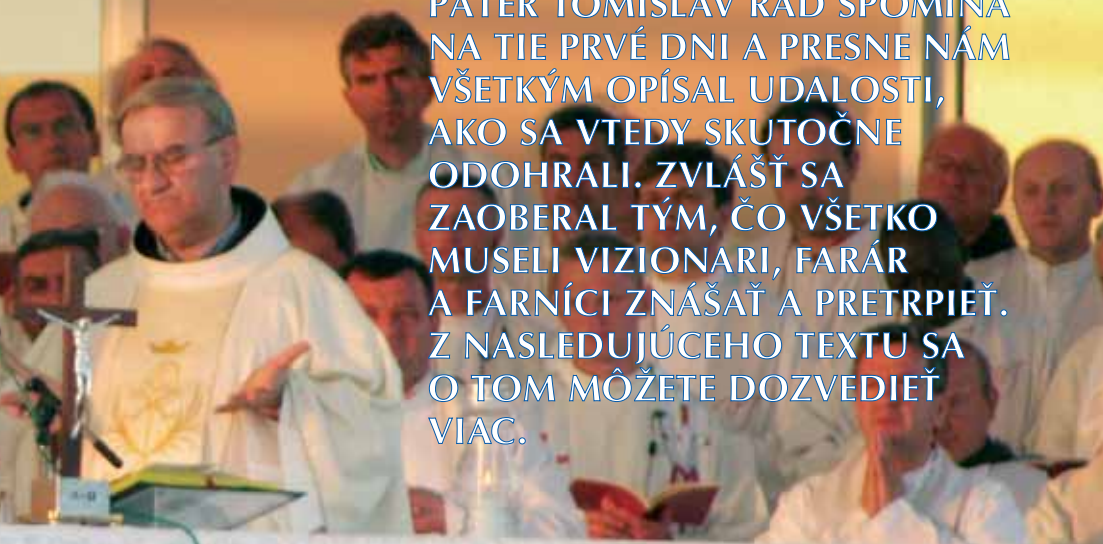 PÁTER TOMISLAV RÁD SPOMÍNA
NA TIE PRVÉ DNI A PRESNE NÁM
VŠETKÝM OPÍSAL UDALOSTI,
AKO SA VTEDY SKUTOČNE
ODOHRALI. ZVLÁŠŤ SA
ZAOBERAL TÝM, ČO VŠETKO
MUSELI VIZIONARI, FARÁR
A FARNÍCI ZNÁŠAŤ A PRETRPIEŤ.
Z NASLEDUJÚCEHO TEXTU SA
O TOM MÔŽETE DOZVEDIEŤ
VIAC.